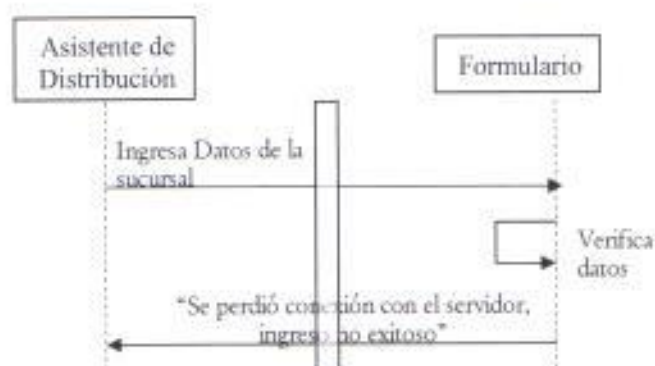 Asistente de
Distribución
Formulario
Ingresa Datos de la
sucursal
Verifica
datos
"Se perdió conexión con el servidor,
ingreso no exitoso"